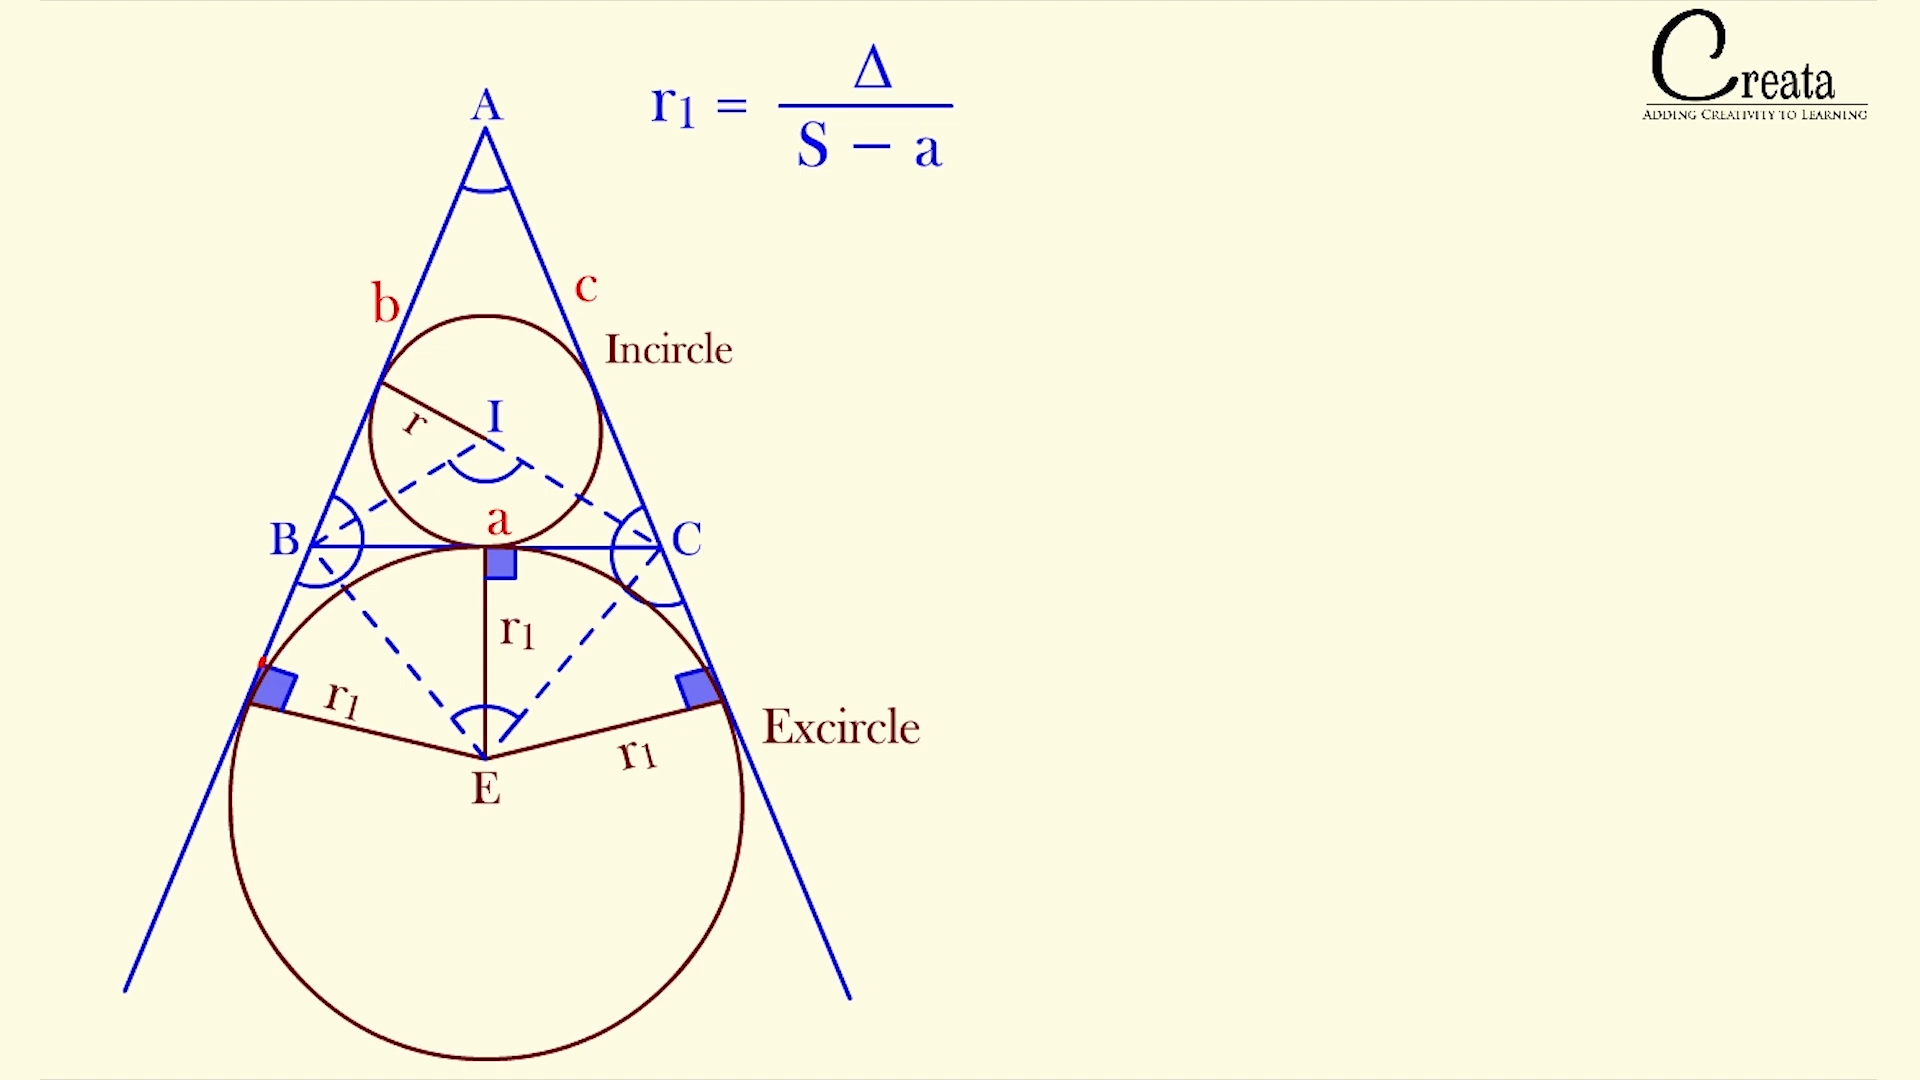 Creata
ADDING CREATIVITY TO LEARNING
r₁ = Δ / S − a
A
b
c
Incircle
I
r
B
a
C
r₁
r₁
r₁
Excircle
E